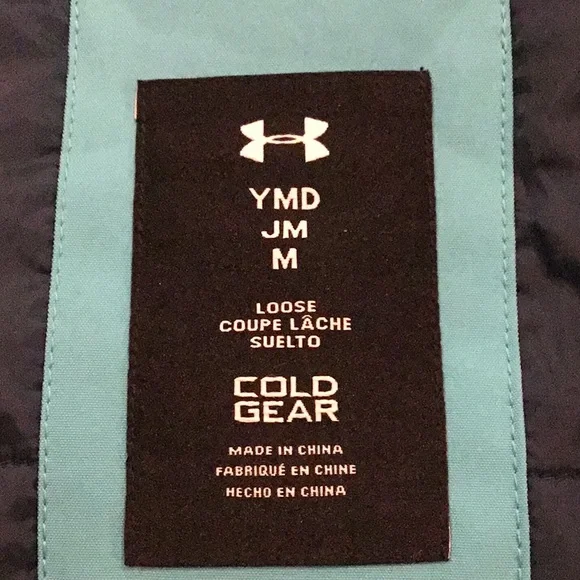 YMD
JM
M
LOOSE
COUPE LÂCHE
SUELTO
COLD
GEAR
MADE IN CHINA
FABRIQUÉ EN CHINE
HECHO EN CHINA